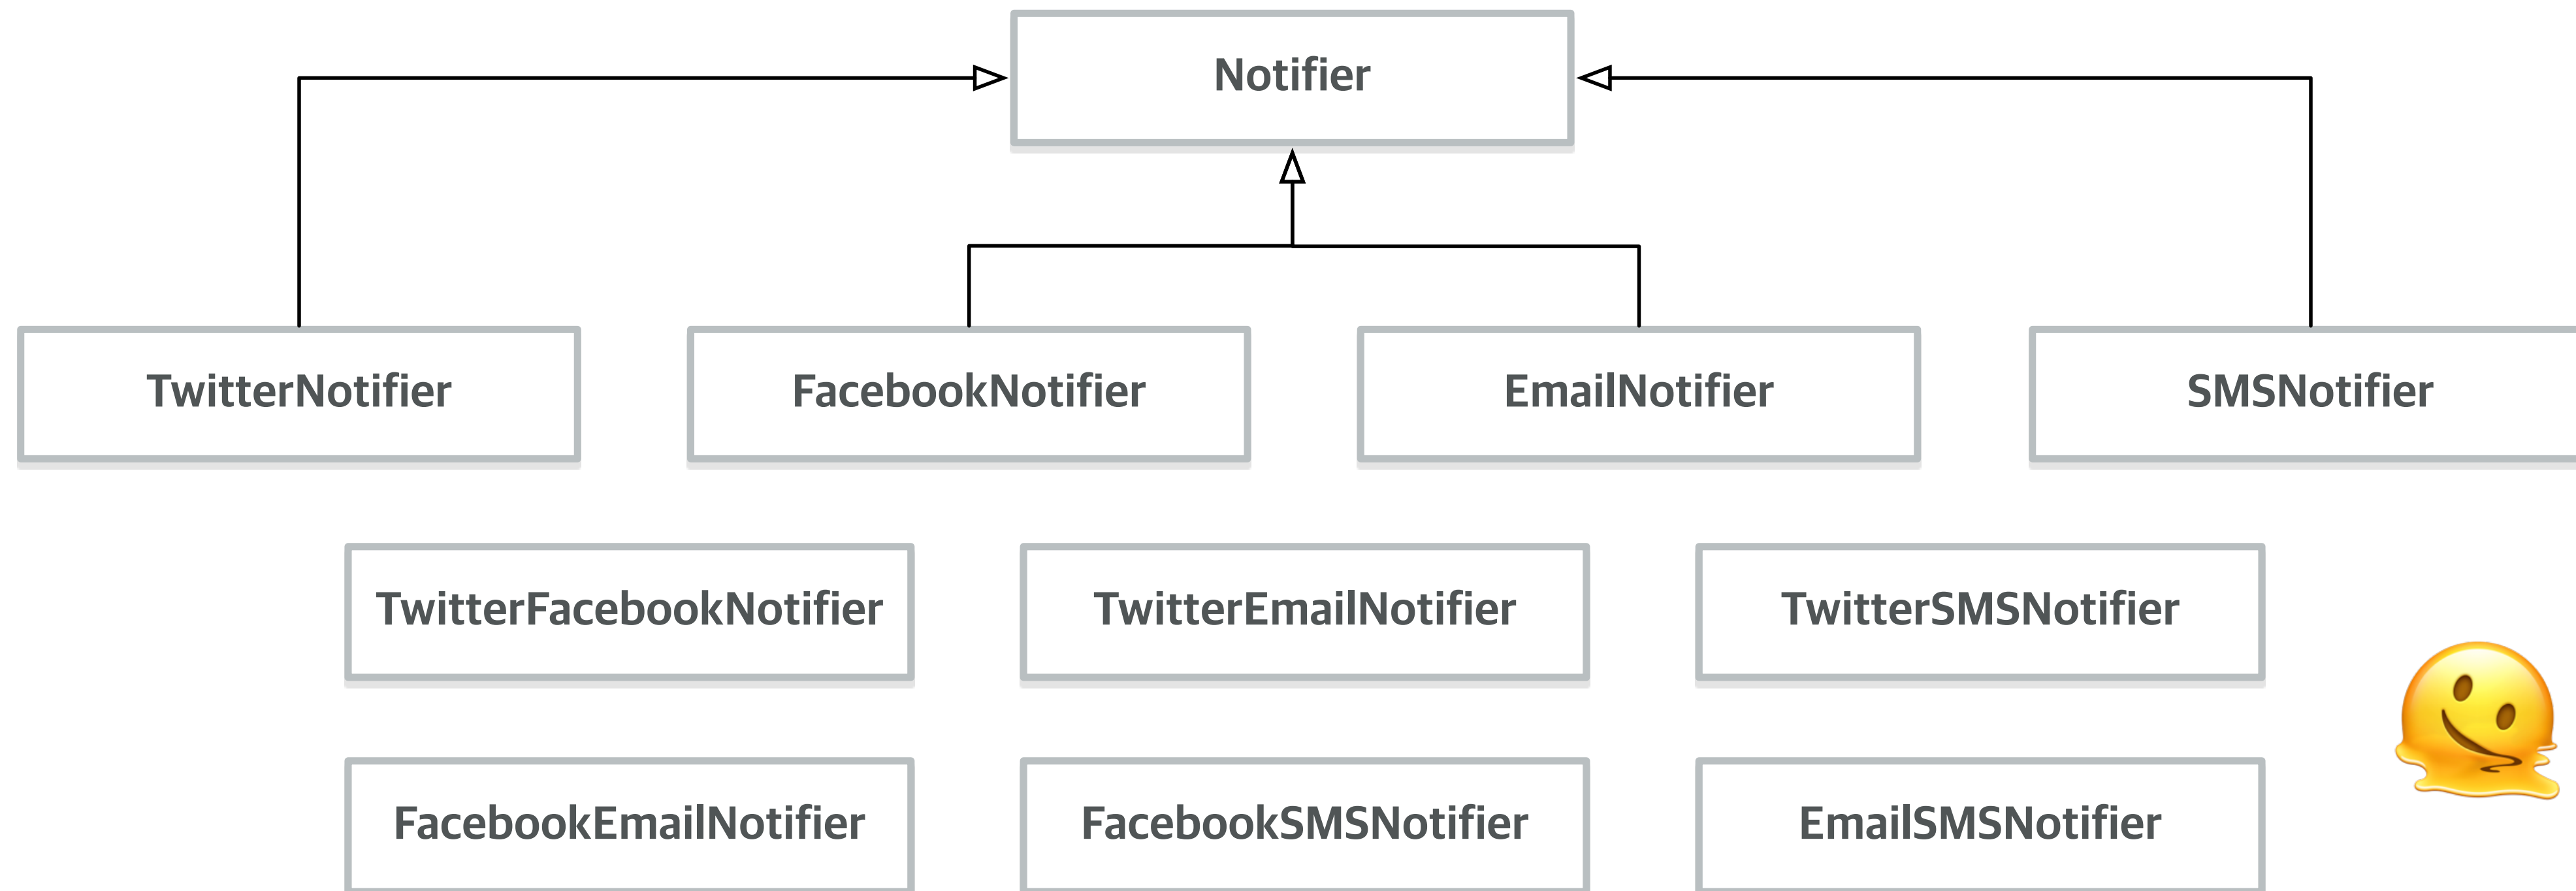 Notifier
TwitterNotifier
FacebookNotifier
EmailNotifier
SMSNotifier
TwitterFacebookNotifier
TwitterEmailNotifier
TwitterSMSNotifier
FacebookEmailNotifier
FacebookSMSNotifier
EmailSMSNotifier